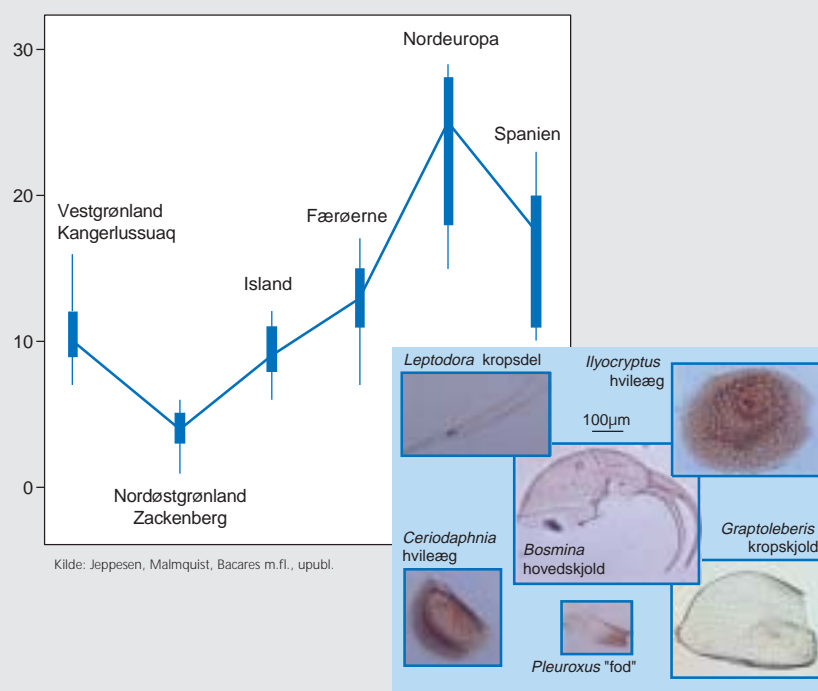 30
20
10
0
Nordeuropa
Spanien
Vestgrønland
Kangerlussuaq
Færøerne
Island
Nordøstgrønland
Zackenberg
Kilde: Jeppesen, Malmquist, Bacares m.fl., upubl.
Leptodora kropsdel
Ilyocryptus
hvileæg
100µm
Ceriodaphnia
hvileæg
Bosmina
hovedskjold
Graptoleberis
kropskjold
Pleuroxus "fod"